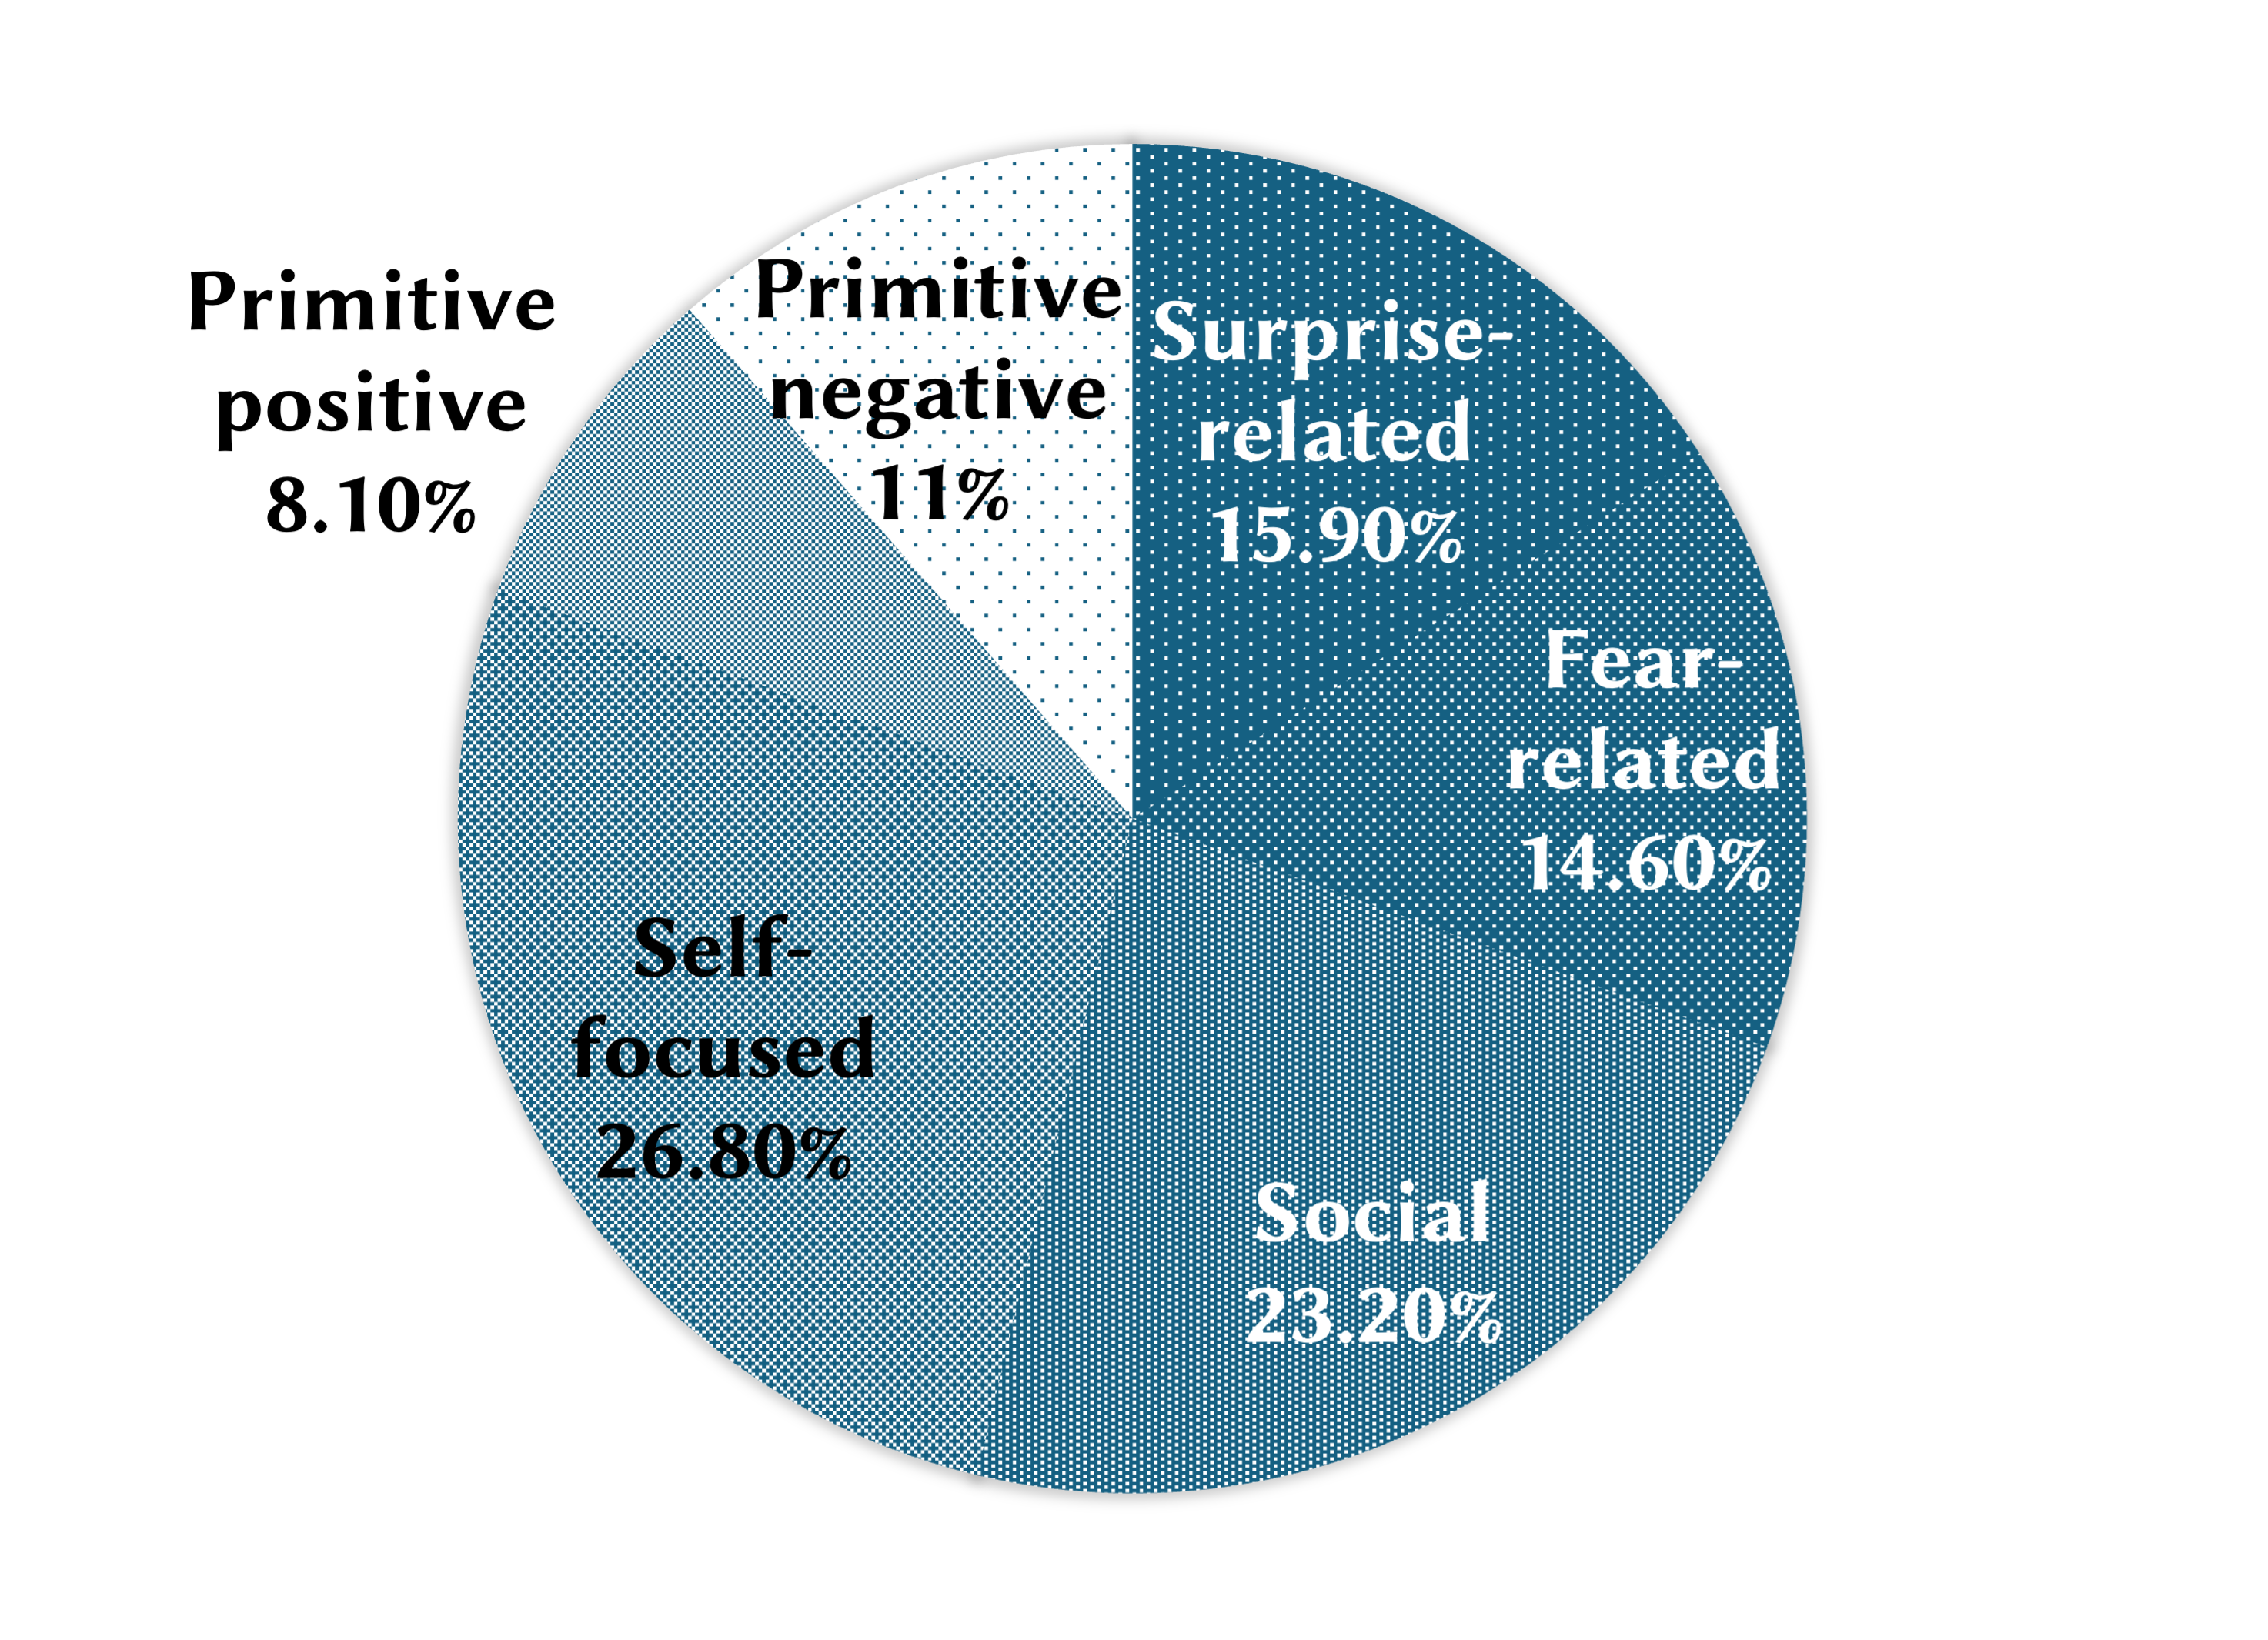 Primitive
positive
8.10%
Primitive
negative
11%
Surprise-
related
15.90%
Fear-
related
14.60%
Self-
focused
26.80%
Social
23.20%